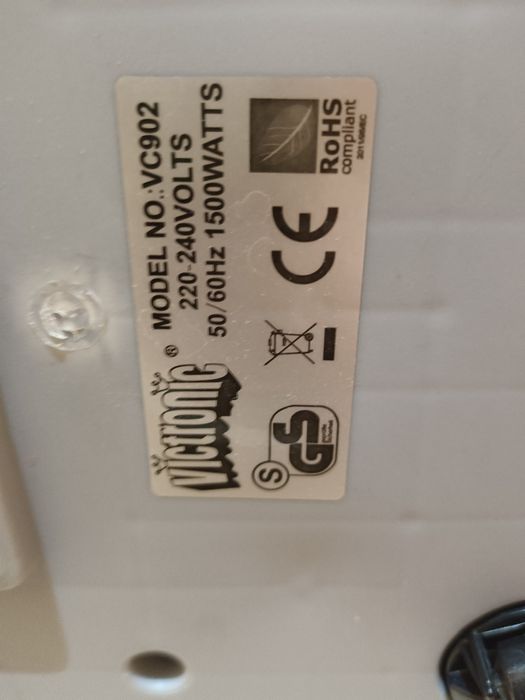 Victronic ®
MODEL NO.:VC902
220-240VOLTS
50/60Hz 1500WATTS
S
GS
CE
RoHS
compliant